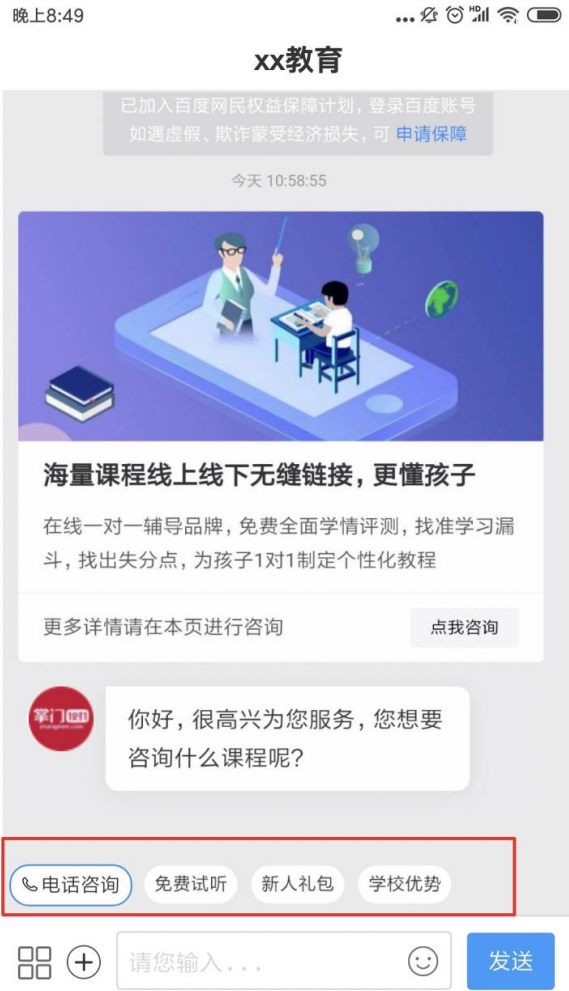 晚上8:49
xx教育
已加入百度网民权益保障计划，登录百度账号
如遇虚假、欺诈蒙受经济损失，可 申请保障
今天 10:58:55
海量课程线上线下无缝链接，更懂孩子
在线一对一辅导品牌，免费全面学情评测，找准学习漏
斗，找出失分点，为孩子1对1制定个性化教程
更多详情请在本页进行咨询
点我咨询
掌门1对1
zhangmen.com
你好，很高兴为您服务，您想要
咨询什么课程呢？
电话咨询
免费试听
新人礼包
学校优势
请您输入...
发送